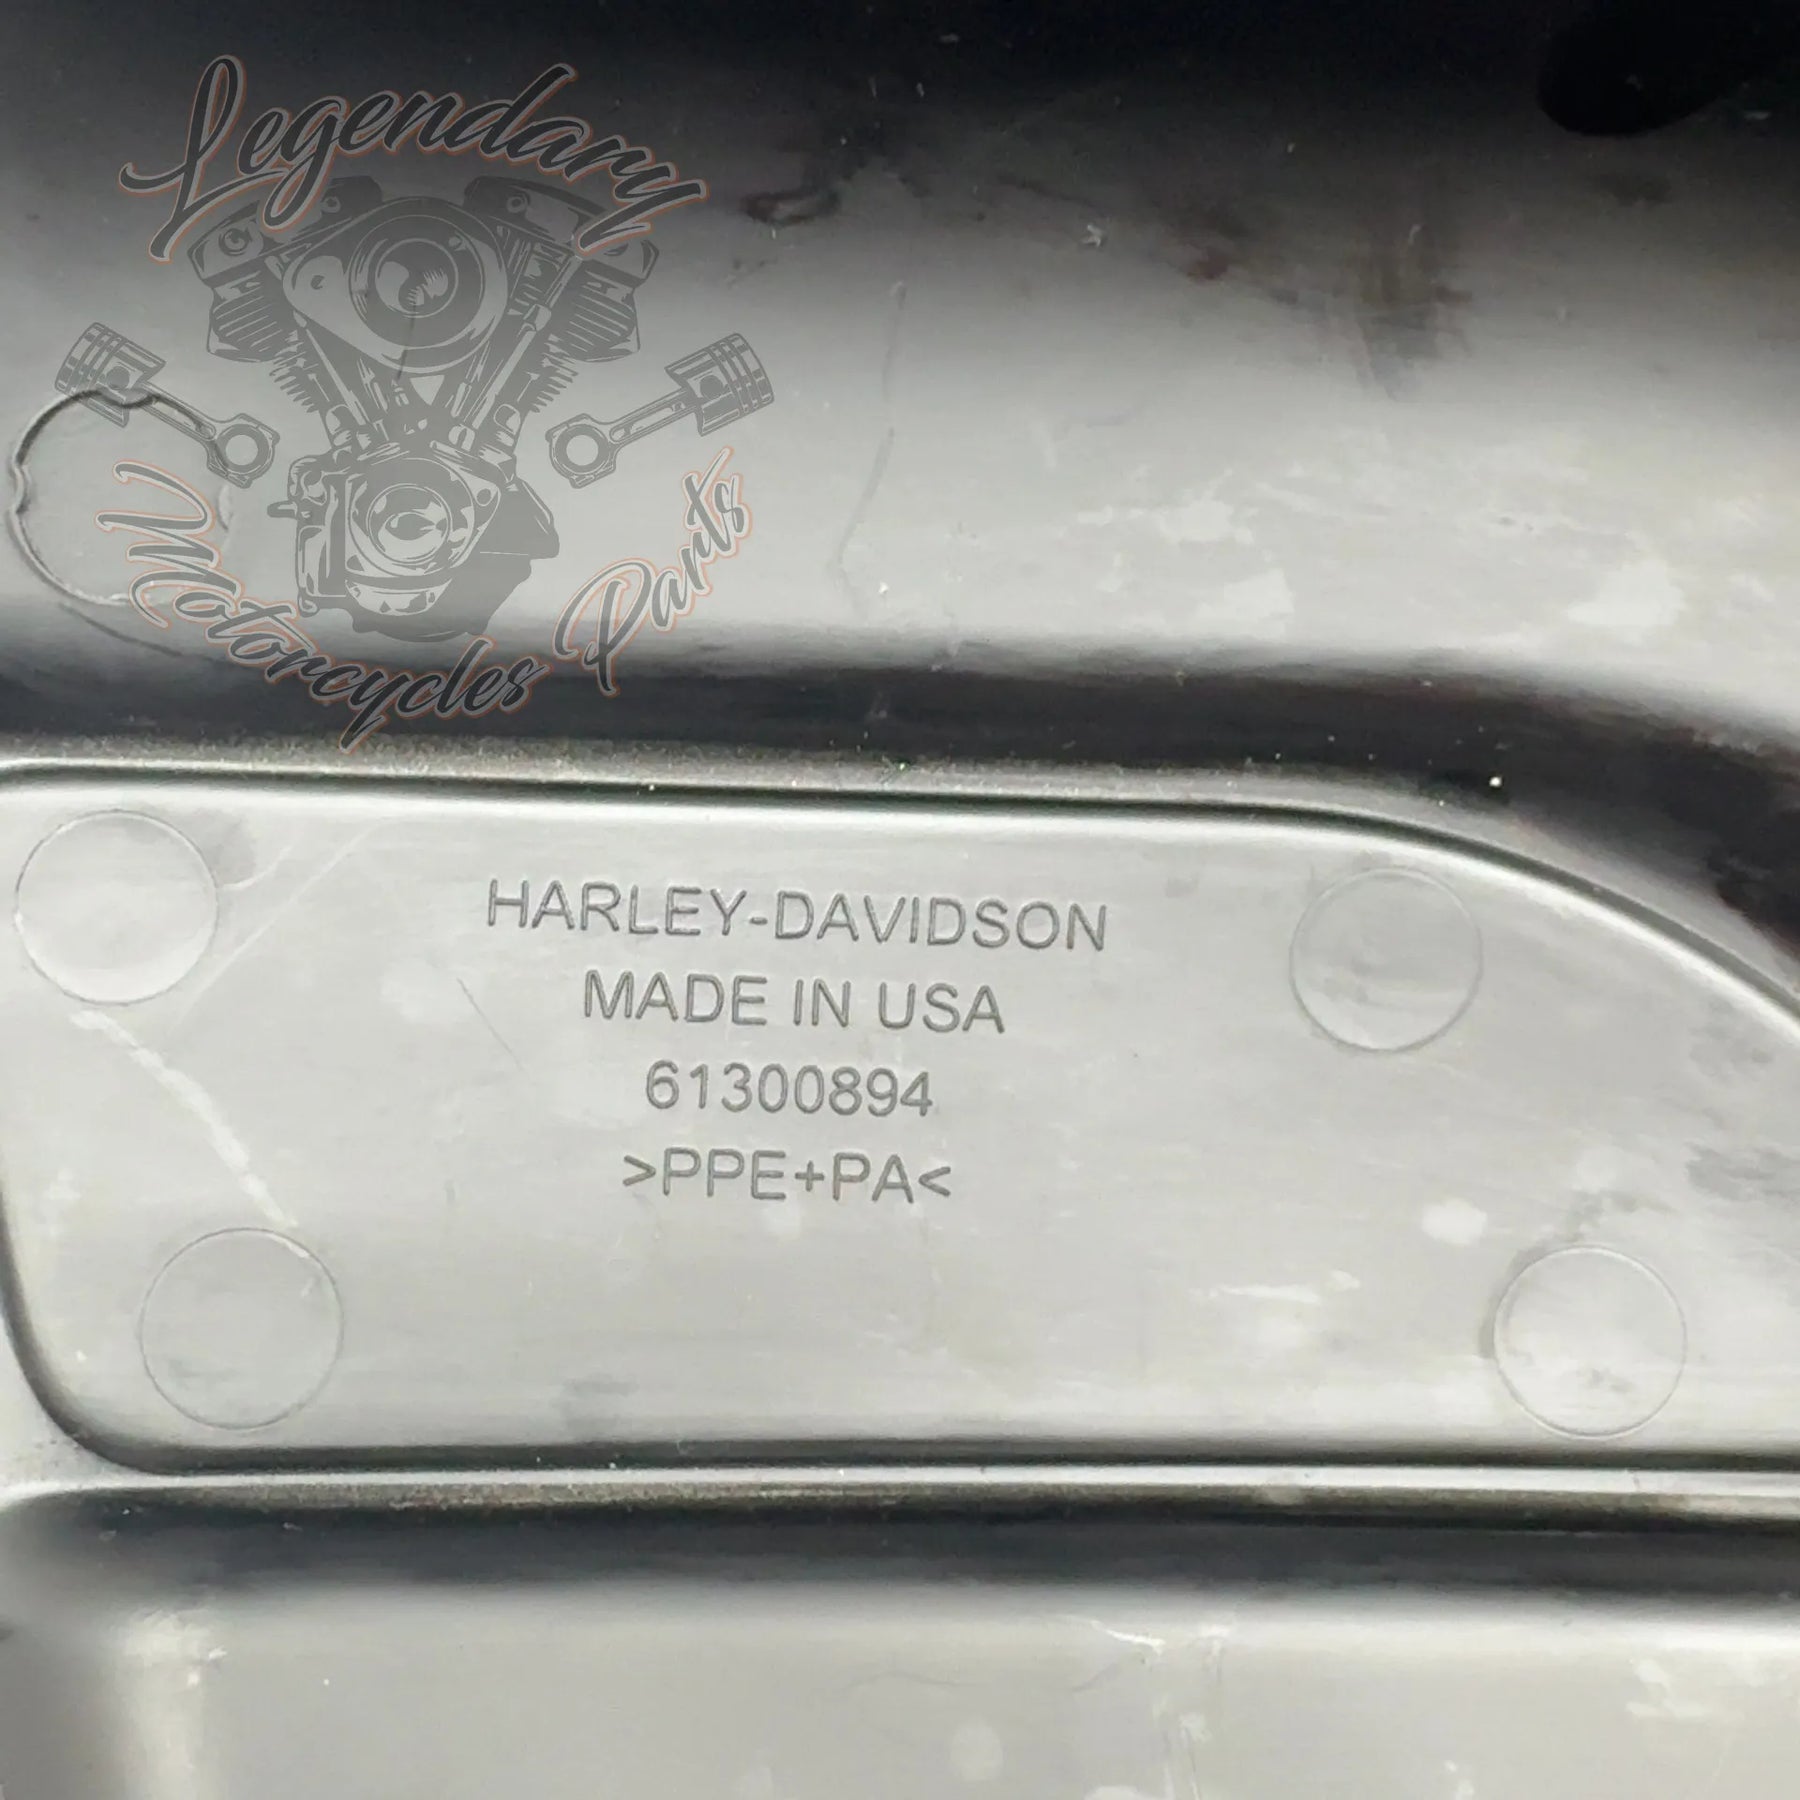 Legendary
Motorcycles Parts
HARLEY-DAVIDSON
MADE IN USA
61300894
>PPE+PA<